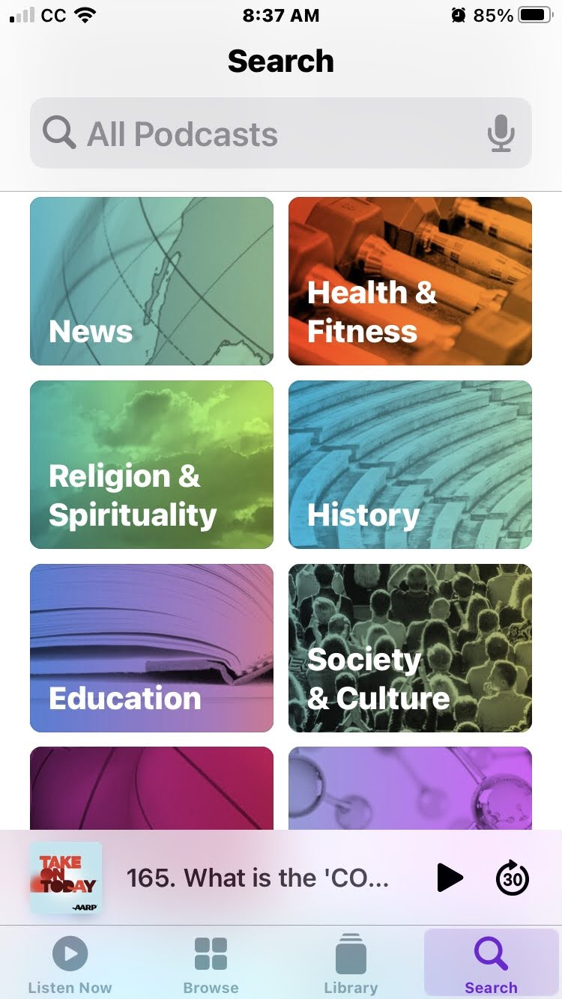 CC 8:37 AM 85%
Search
All Podcasts
News
Health &
Fitness
Religion &
Spirituality
History
Education
Society
& Culture
TAKE
ON
TODAY
AARP
165. What is the 'CO...
30
Listen Now Browse Library Search